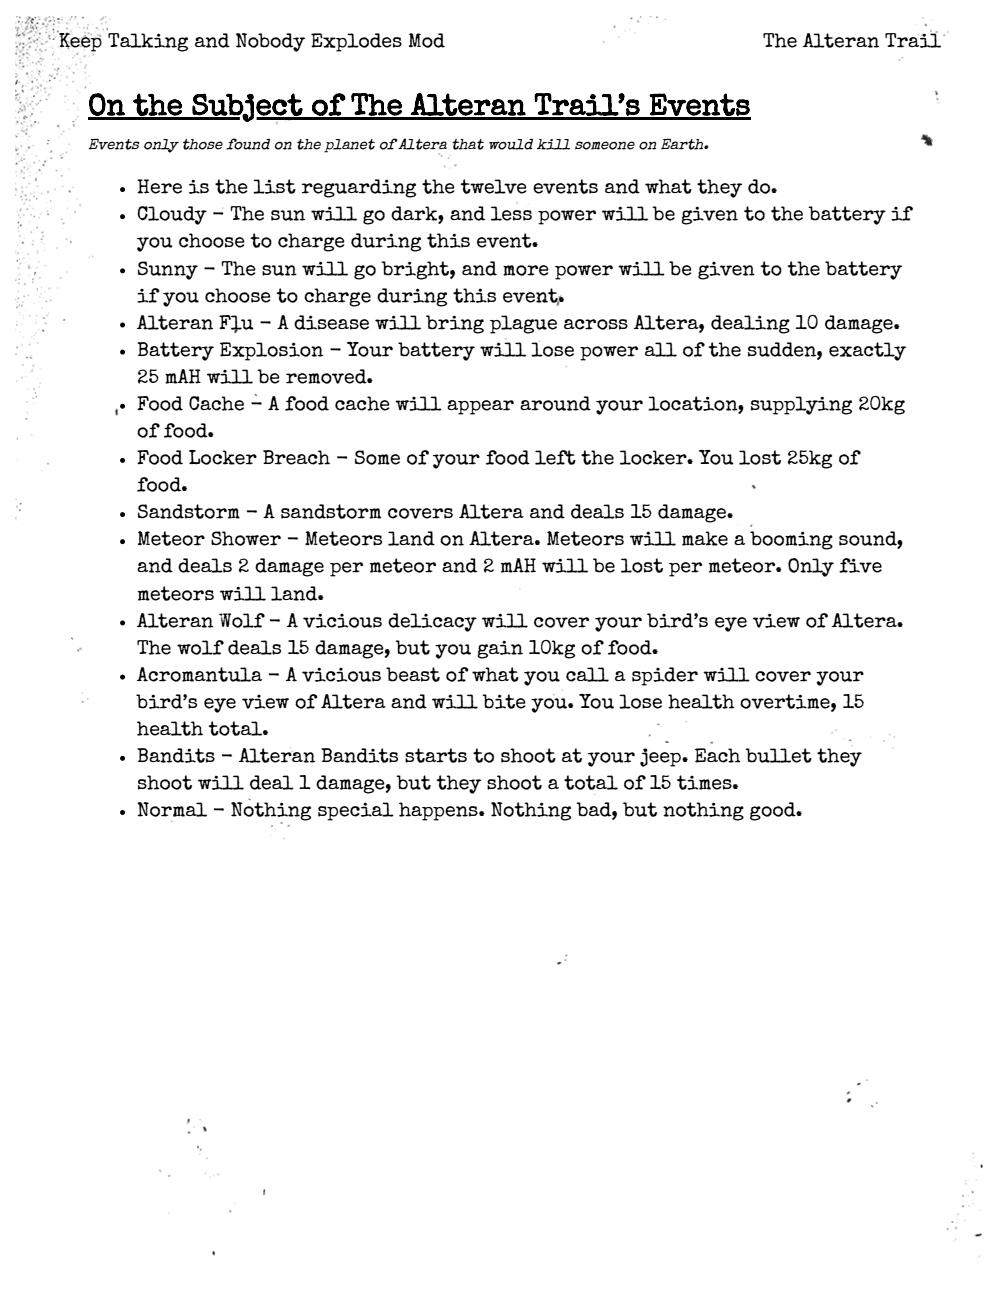 Keep Talking and Nobody Explodes Mod The Alteran Trail
On the Subject of The Alteran Trail's Events
Events only those found on the planet of Altera that would kill someone on Earth.
• Here is the list reguarding the twelve events and what they do.
• Cloudy – The sun will go dark, and less power will be given to the battery if
you choose to charge during this event.
• Sunny – The sun will go bright, and more power will be given to the battery
if you choose to charge during this event.
• Alteran Flu – A disease will bring plague across Altera, dealing 10 damage.
• Battery Explosion – Your battery will lose power all of the sudden, exactly
25 mAH will be removed.
• Food Cache – A food cache will appear around your location, supplying 20kg
of food.
• Food Locker Breach – Some of your food left the locker. You lost 25kg of
food.
• Sandstorm – A sandstorm covers Altera and deals 15 damage.
• Meteor Shower – Meteors land on Altera. Meteors will make a booming sound,
and deals 2 damage per meteor and 2 mAH will be lost per meteor. Only five
meteors will land.
• Alteran Wolf – A vicious delicacy will cover your bird's eye view of Altera.
The wolf deals 15 damage, but you gain 10kg of food.
• Acromantula – A vicious beast of what you call a spider will cover your
bird's eye view of Altera and will bite you. You lose health overtime, 15
health total.
• Bandits – Alteran Bandits starts to shoot at your jeep. Each bullet they
shoot will deal 1 damage, but they shoot a total of 15 times.
• Normal – Nothing special happens. Nothing bad, but nothing good.